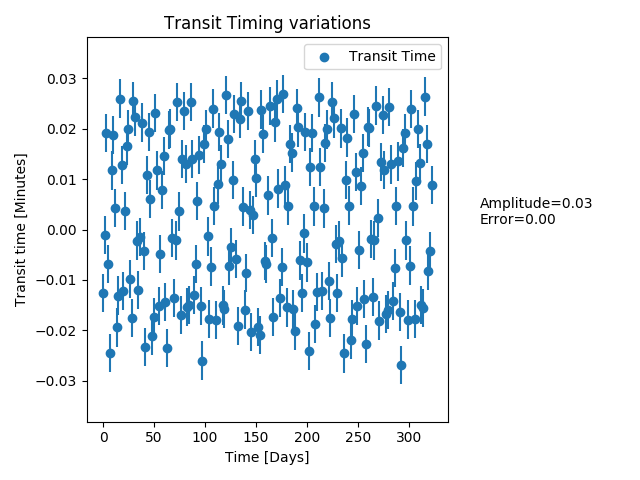 Transit Timing variations
Transit Time
Transit time [Minutes]
0.03
0.02
0.01
0.00
−0.01
−0.02
−0.03
Amplitude=0.03
Error=0.00
0 50 100 150 200 250 300
Time [Days]